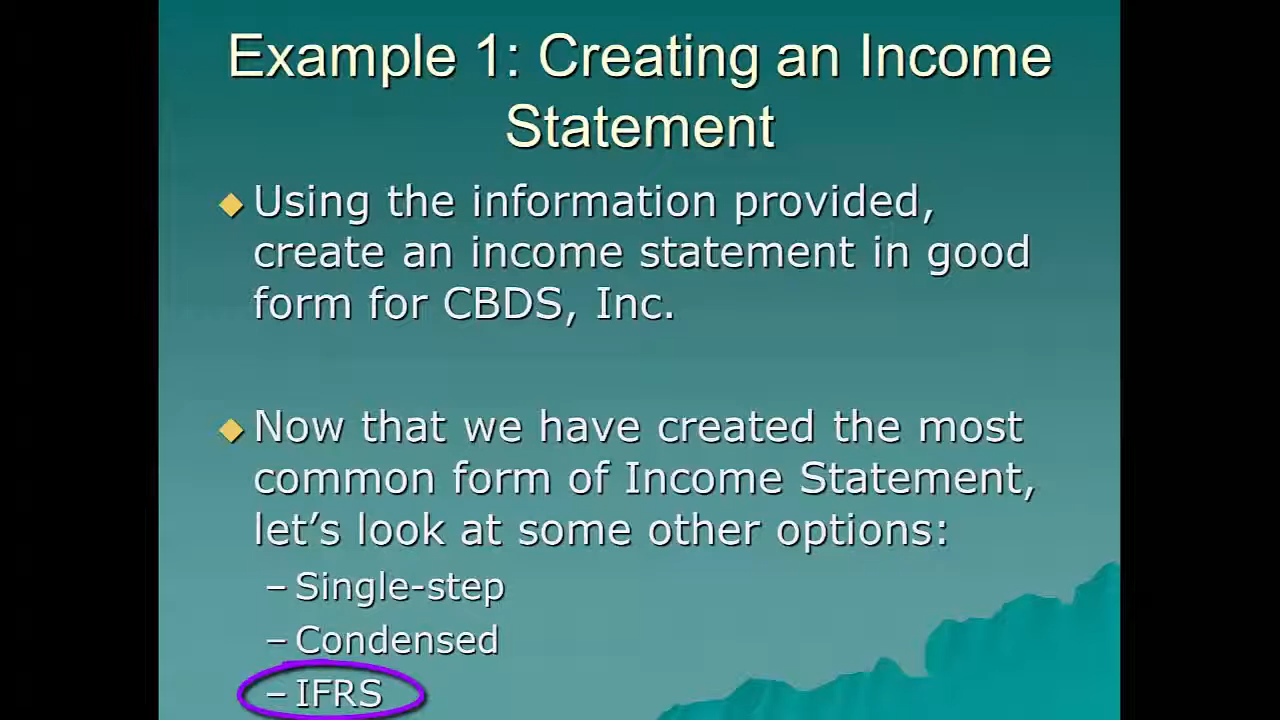 Example 1: Creating an Income
Statement
Using the information provided,
create an income statement in good
form for CBDS, Inc.
Now that we have created the most
common form of Income Statement,
let’s look at some other options:
– Single-step
– Condensed
– IFRS